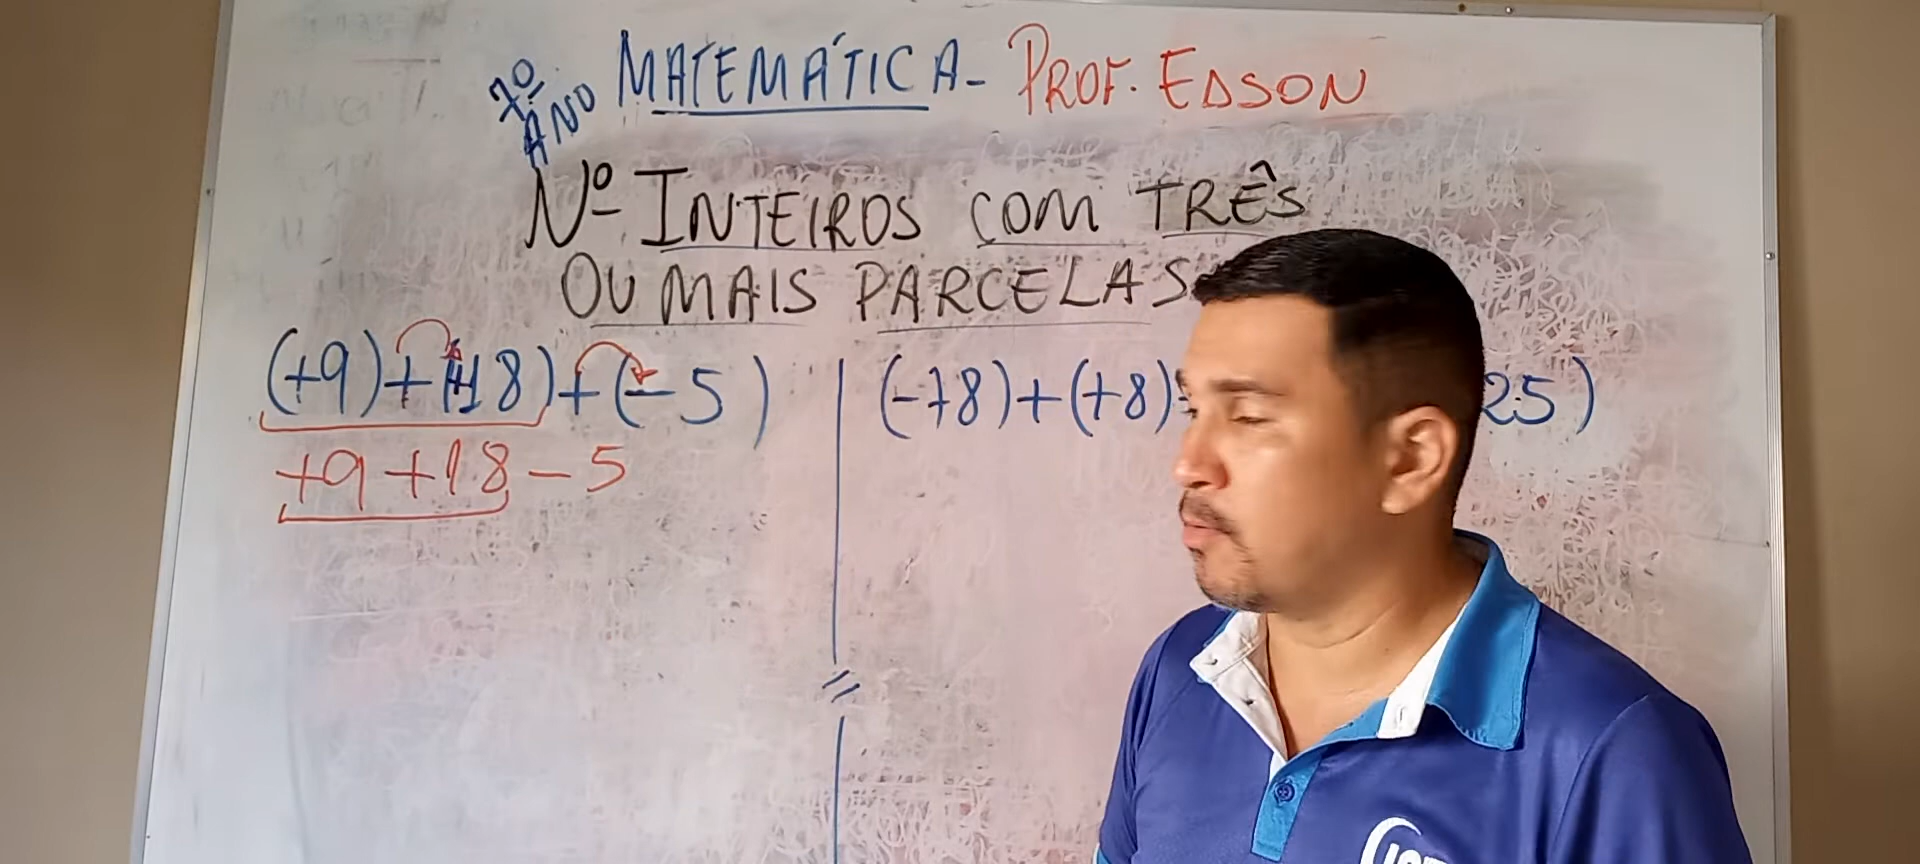 7º ANO MATEMÁTICA - PROF. EDSON
Nº INTEIROS COM TRÊS
OU MAIS PARCELAS
(+9)+(+18)+(-5)
(-78)+(+8) 25)
+9+18-5